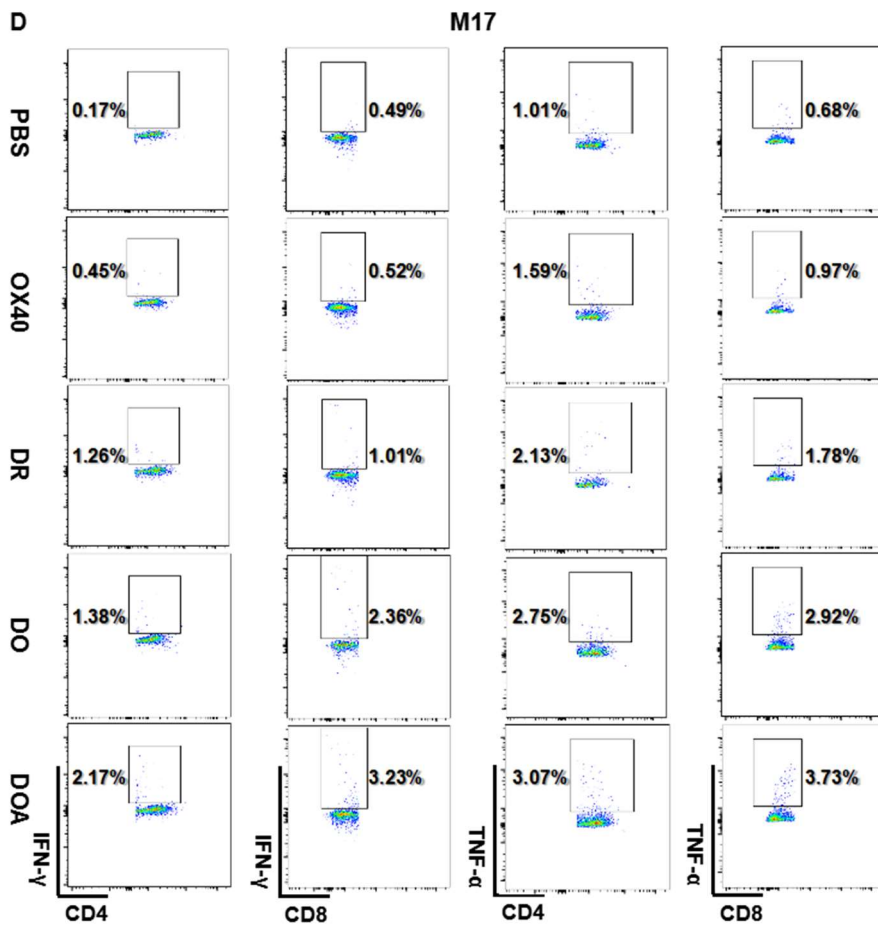 D
M17
PBS
0.17%
0.49%
1.01%
0.68%
OX40
0.45%
0.52%
1.59%
0.97%
DR
1.26%
1.01%
2.13%
1.78%
DO
1.38%
2.36%
2.75%
2.92%
DOA
2.17%
3.23%
3.07%
3.73%
IFN-γ
IFN-γ
TNF-α
TNF-α
CD4
CD8
CD4
CD8